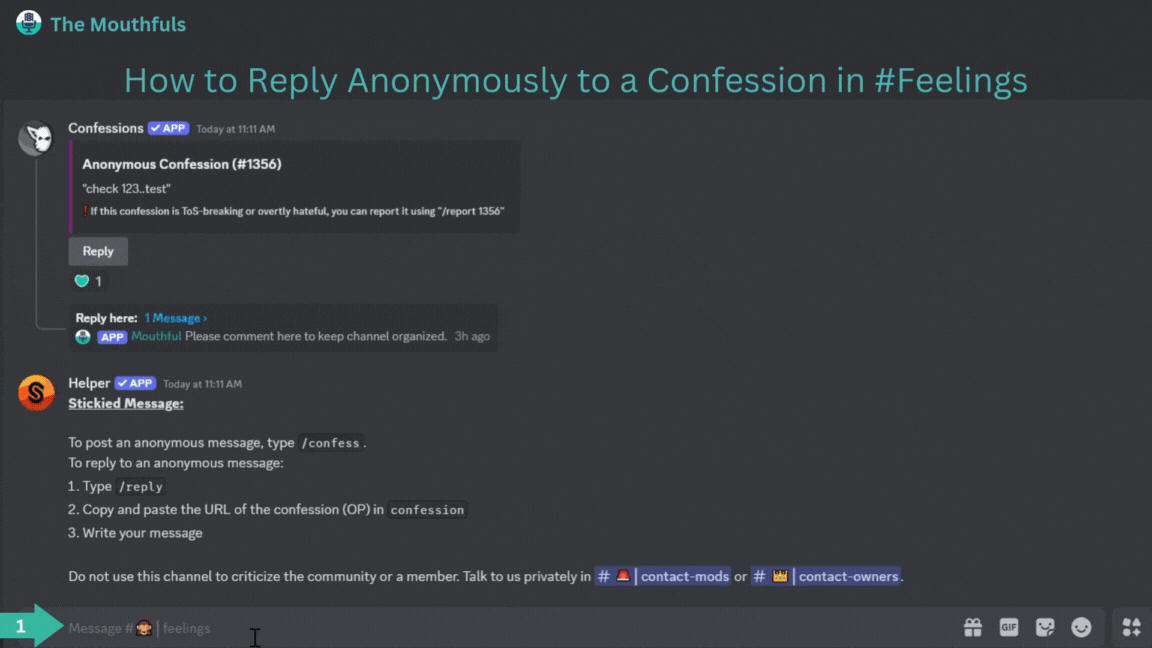 The Mouthfuls
How to Reply Anonymously to a Confession in #Feelings
Confessions ✓ APP Today at 11:11 AM
Anonymous Confession (#1356)
"check 123..test"
❗If this confession is ToS-breaking or overtly hateful, you can report it using "/report 1356"
Reply
1
Reply here: 1 Message ›
APP Mouthful Please comment here to keep channel organized. 3h ago
Helper ✓ APP Today at 11:11 AM
Stickied Message:
To post an anonymous message, type /confess.
To reply to an anonymous message:
1. Type /reply
2. Copy and paste the URL of the confession (OP) in confession
3. Write your message
Do not use this channel to criticize the community or a member. Talk to us privately in # 🚨 | contact-mods or # 👑 | contact-owners.
1 Message #🙊 | feelings GIF